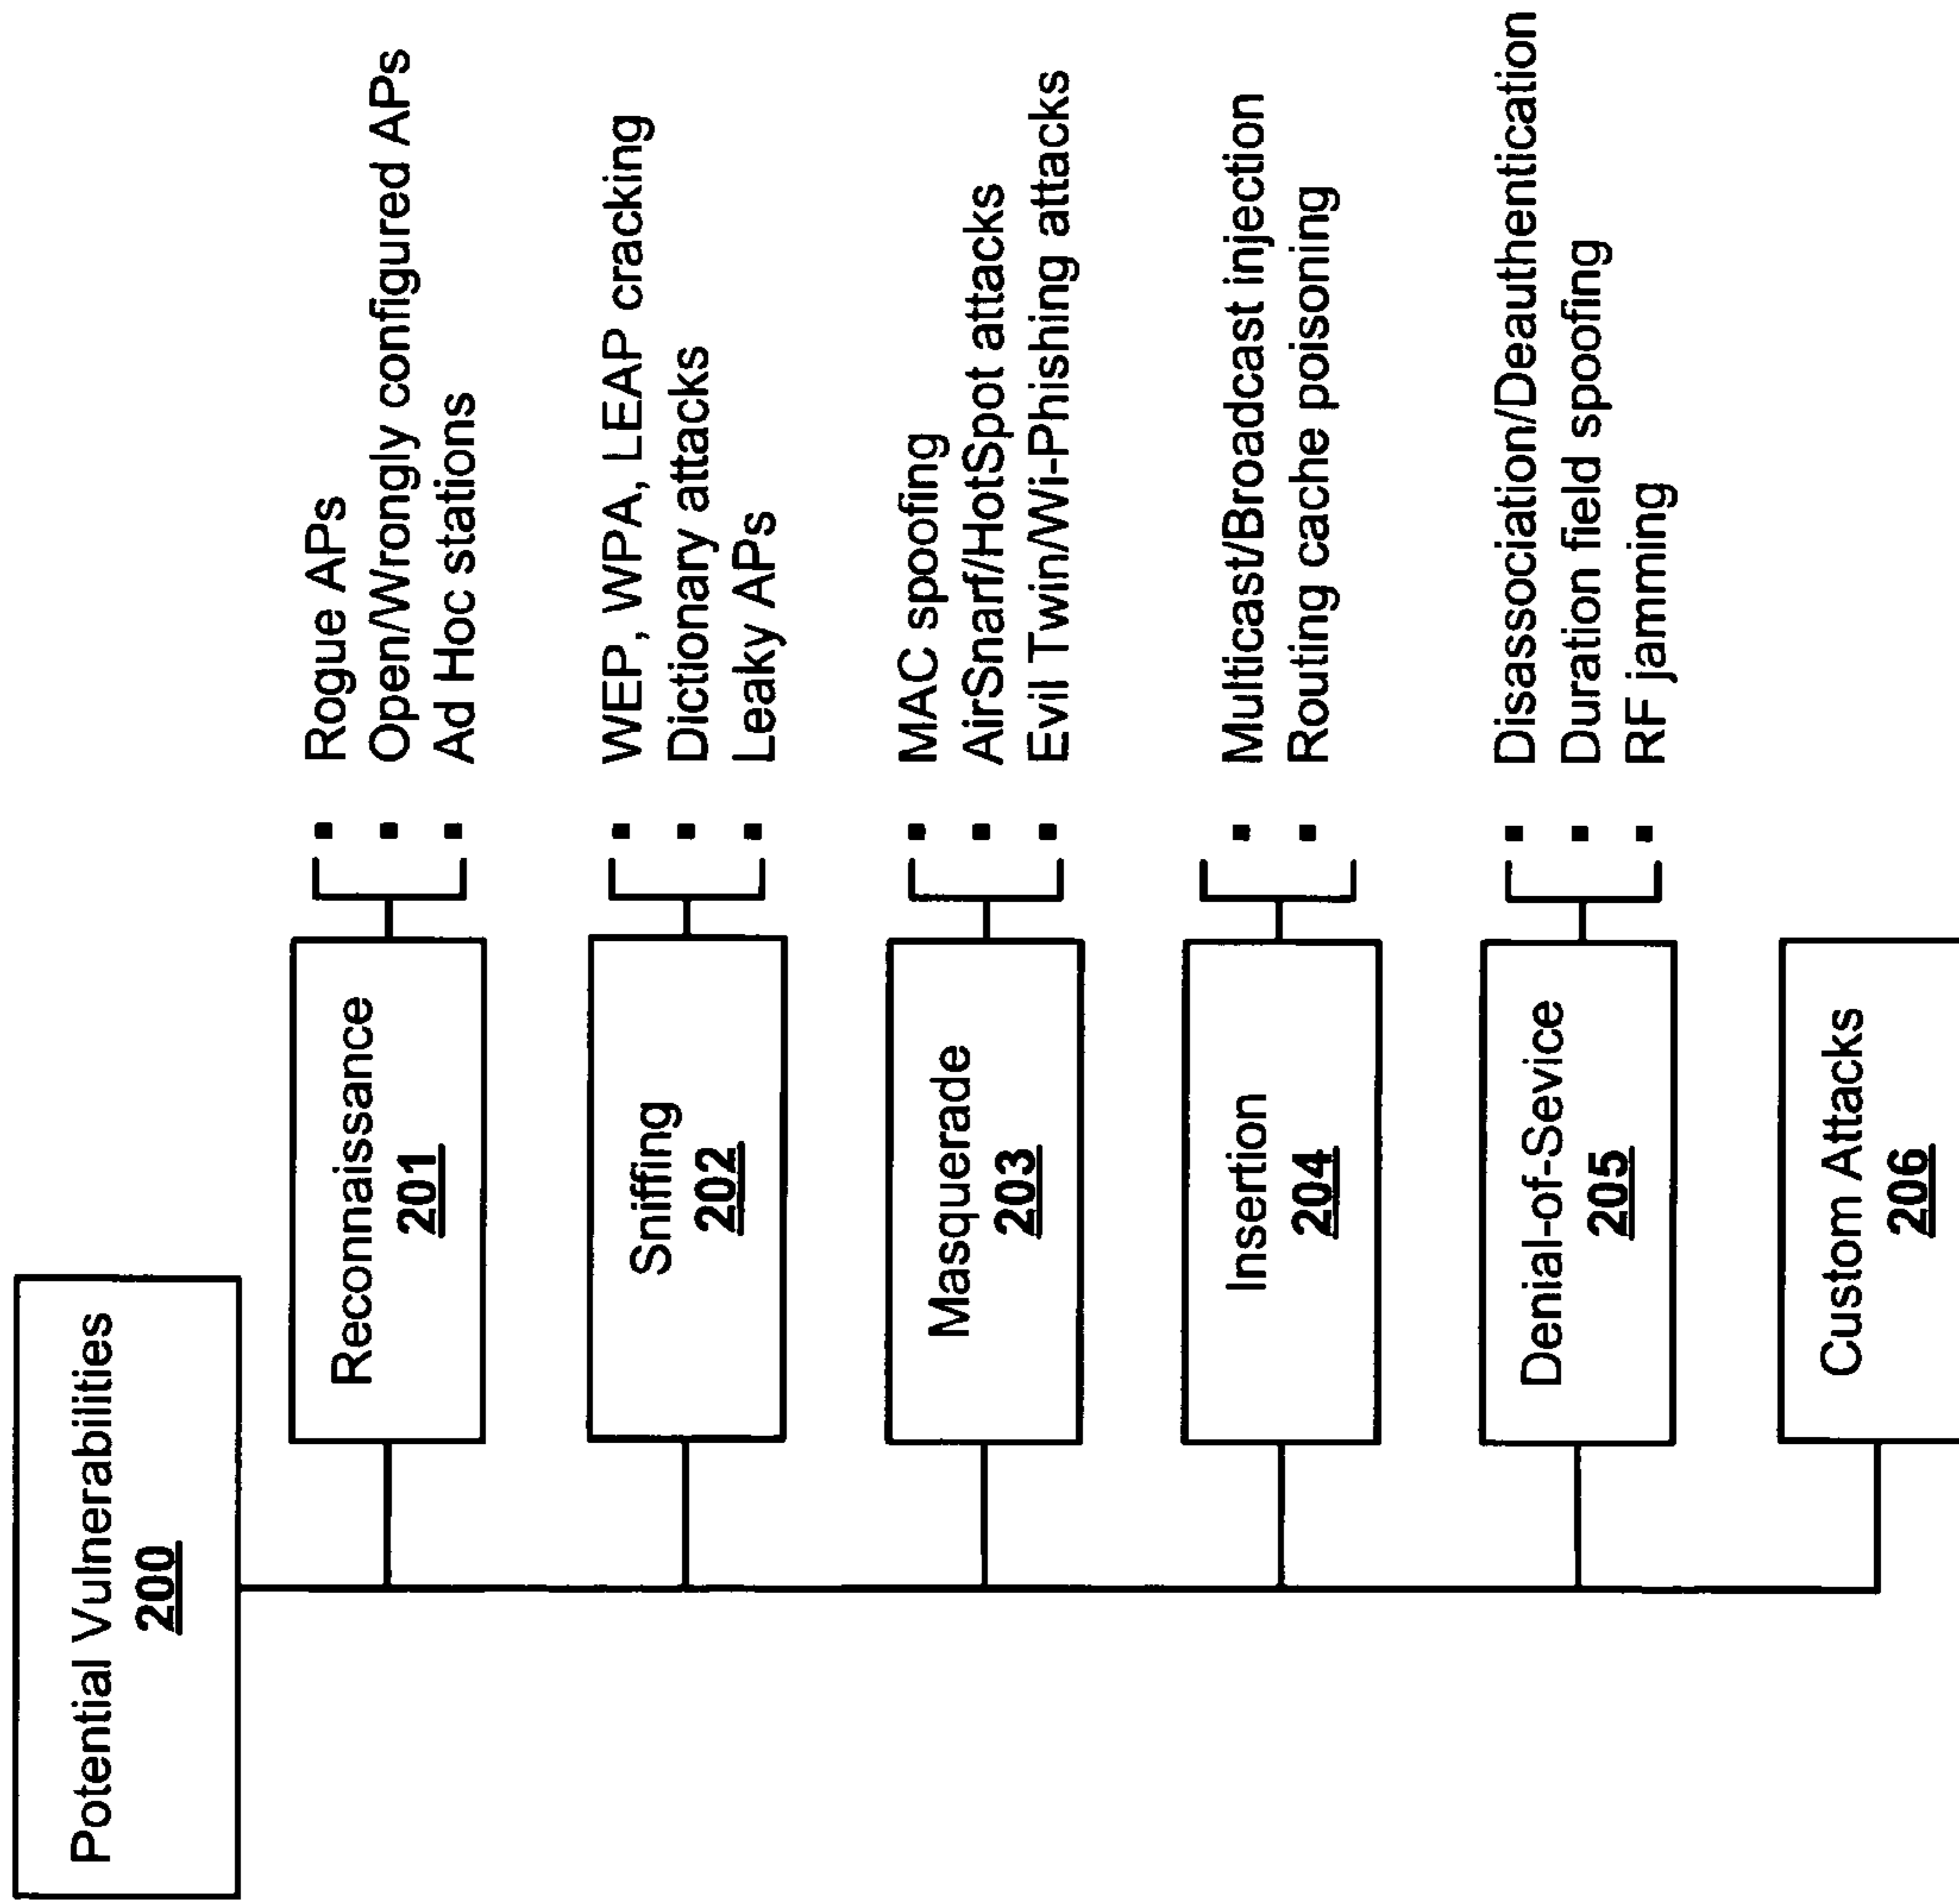 Potential Vulnerabilities
200
Reconnaissance
201
Rogue APs
Open/Wrongly configured APs
Ad Hoc stations
Sniffing
202
WEP, WPA, LEAP cracking
Dictionary attacks
Leaky APs
Masquerade
203
MAC spoofing
AirSnarf/HotSpot attacks
Evil Twin/Wi-Phishing attacks
Insertion
204
Multicast/Broadcast injection
Routing cache poisoning
Denial-of-Sevice
205
Disassociation/Deauthentication
Duration field spoofing
RF jamming
Custom Attacks
206